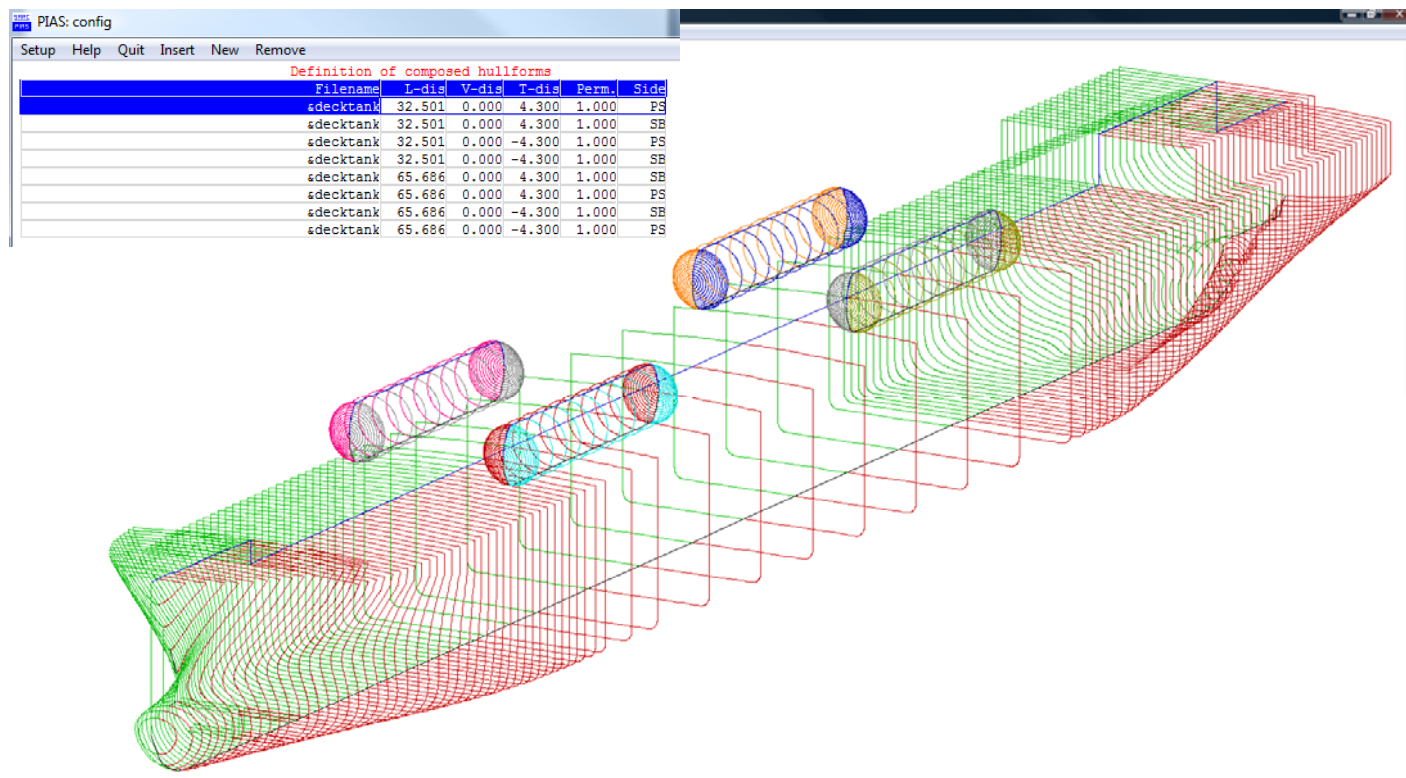 PIAS: config
Setup Help Quit Insert New Remove
Definition of composed hullforms
Filename L-dis V-dis T-dis Perm. Side
&decktank 32.501 0.000 4.300 1.000 PS
&decktank 32.501 0.000 4.300 1.000 SB
&decktank 32.501 0.000 -4.300 1.000 PS
&decktank 32.501 0.000 -4.300 1.000 SB
&decktank 65.686 0.000 4.300 1.000 SB
&decktank 65.686 0.000 4.300 1.000 PS
&decktank 65.686 0.000 -4.300 1.000 SB
&decktank 65.686 0.000 -4.300 1.000 PS